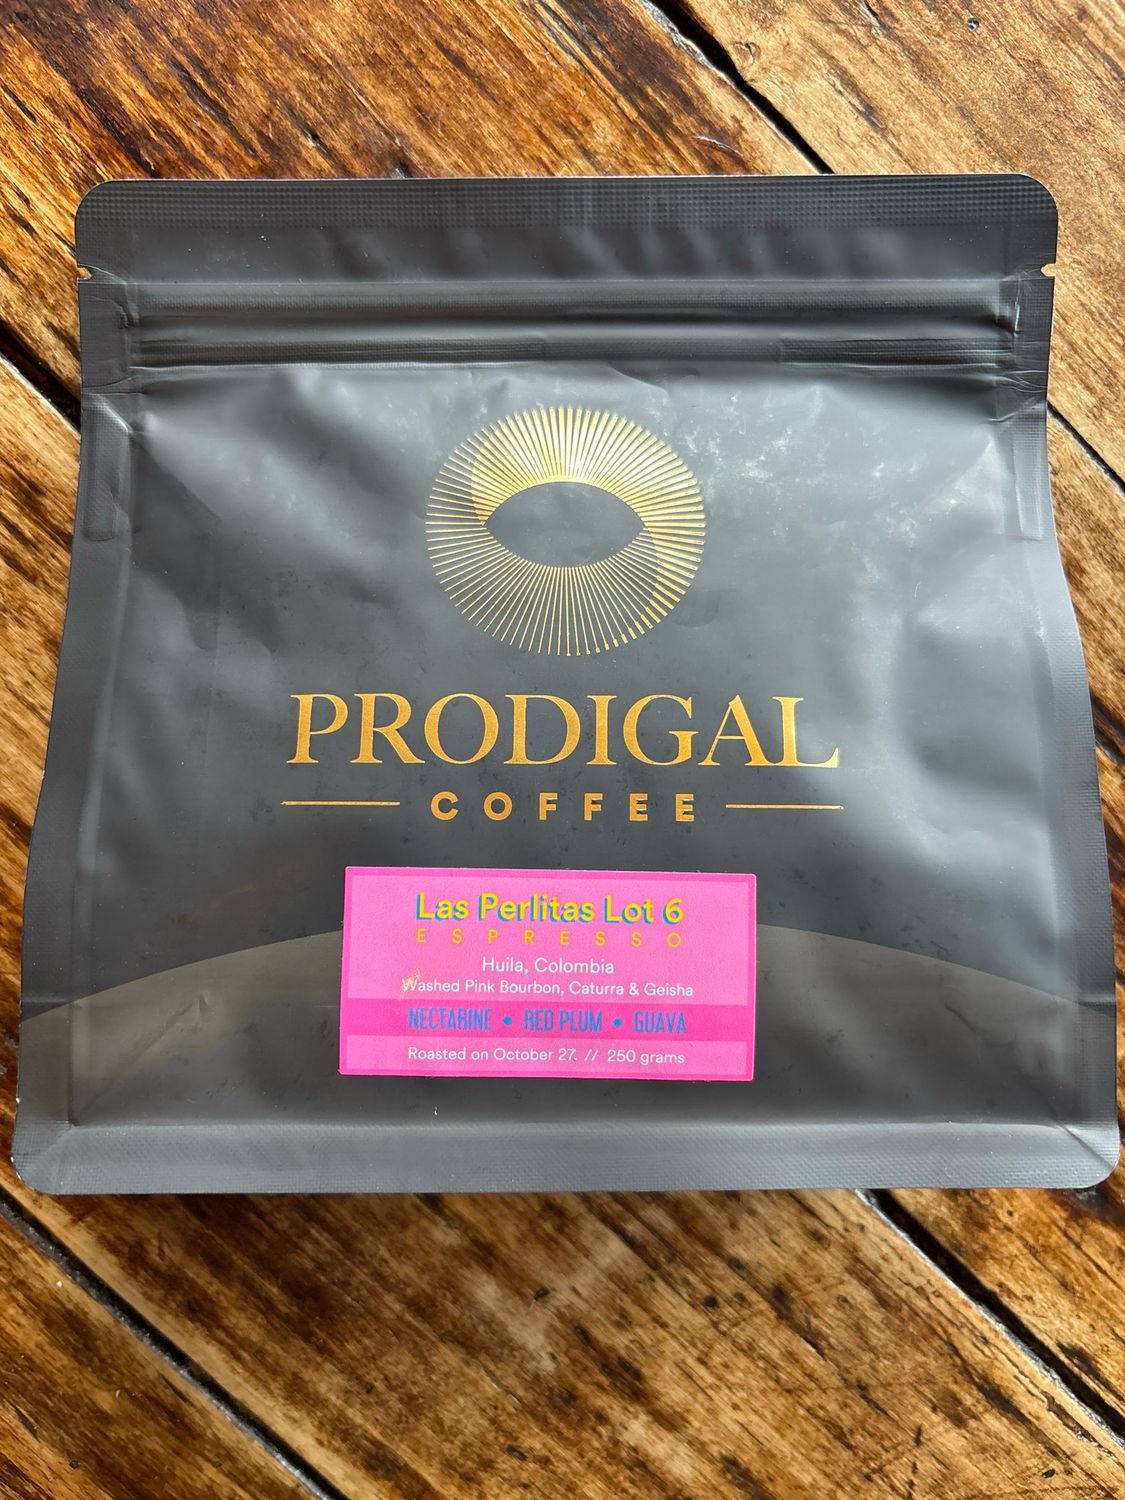 PRODIGAL
COFFEE
Las Perlitas Lot 6
ESPRESSO
Huila, Colombia
Washed Pink Bourbon, Caturra & Geisha
NECTARINE • RED PLUM • GUAVA
Roasted on October 27. // 250 grams